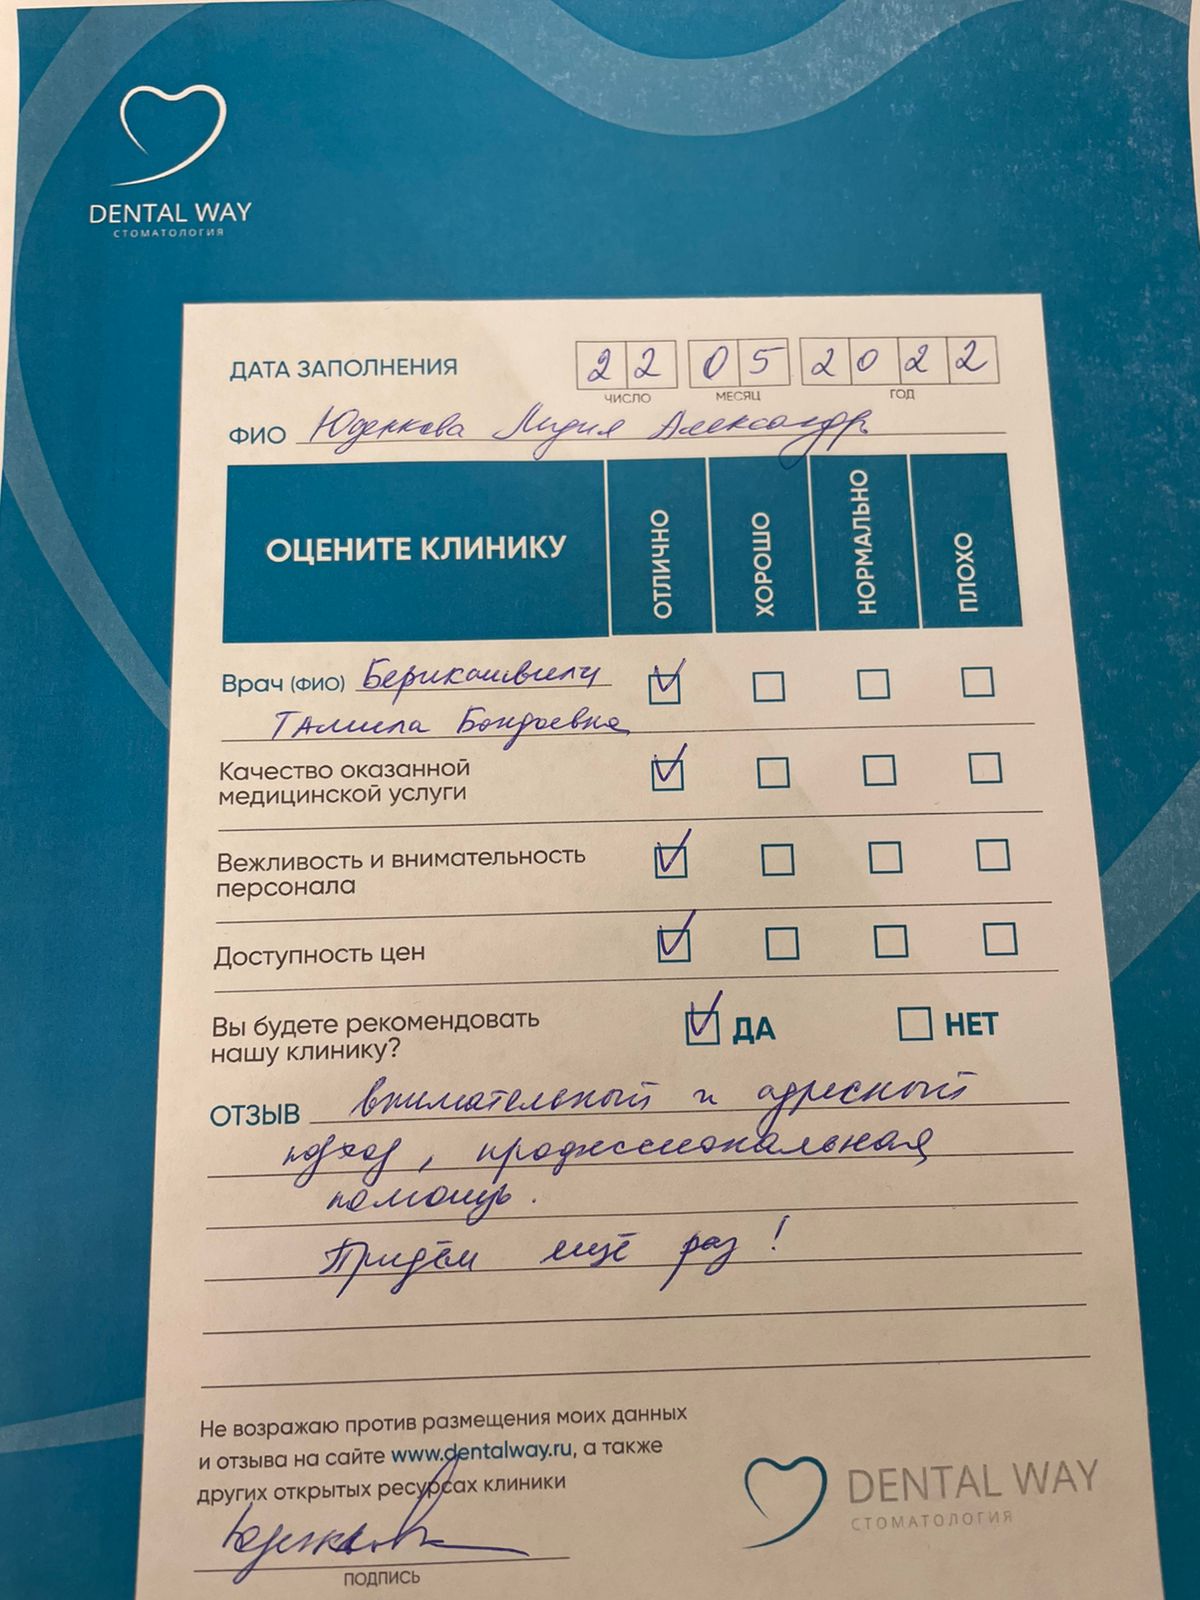 DENTAL WAY
СТОМАТОЛОГИЯ
ДАТА ЗАПОЛНЕНИЯ 22 05 2022
ЧИСЛО МЕСЯЦ ГОД
ФИО Юденкова Лидия Александр
ОЦЕНИТЕ КЛИНИКУ ОТЛИЧНО ХОРОШО НОРМАЛЬНО ПЛОХО
Врач (ФИО) Берикашвили
Тамила Бондоевна
Качество оказанной
медицинской услуги
Вежливость и внимательность
персонала
Доступность цен
Вы будете рекомендовать
нашу клинику? ДА НЕТ
ОТЗЫВ внимательный и адресный
подход, профессиональная
помощь.
Придём ещё раз!
Не возражаю против размещения моих данных
и отзыва на сайте www.dentalway.ru, а также
других открытых ресурсах клиники
ПОДПИСЬ
DENTAL WAY
СТОМАТОЛОГИЯ